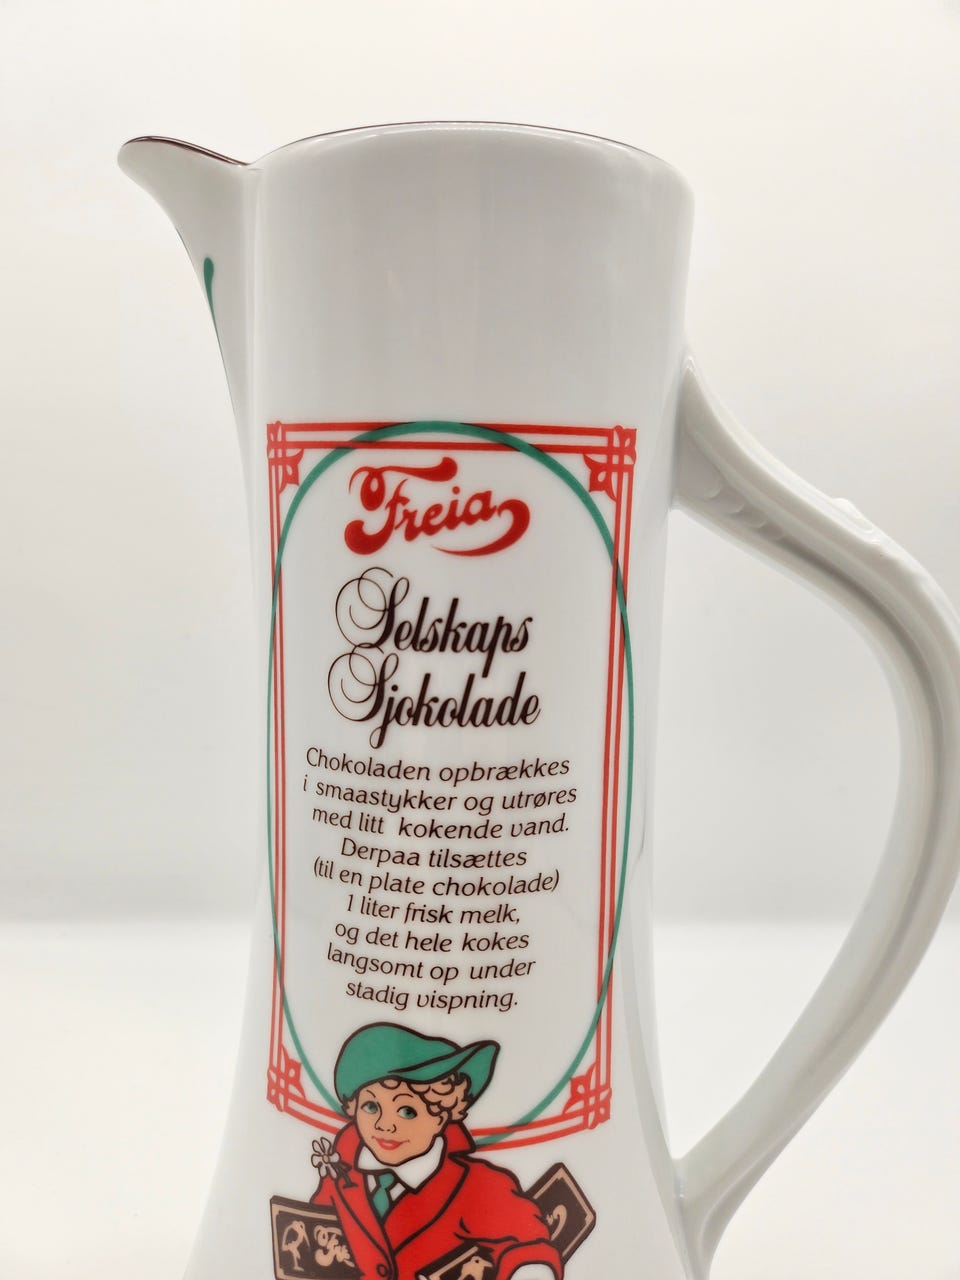 Freia
Selskaps
Sjokolade
Chokoladen opbrækkes
i smaastykker og utrøres
med litt kokende vand.
Derpaa tilsættes
(til en plate chokolade)
1 liter frisk melk,
og det hele kokes
langsomt op under
stadig vispning.